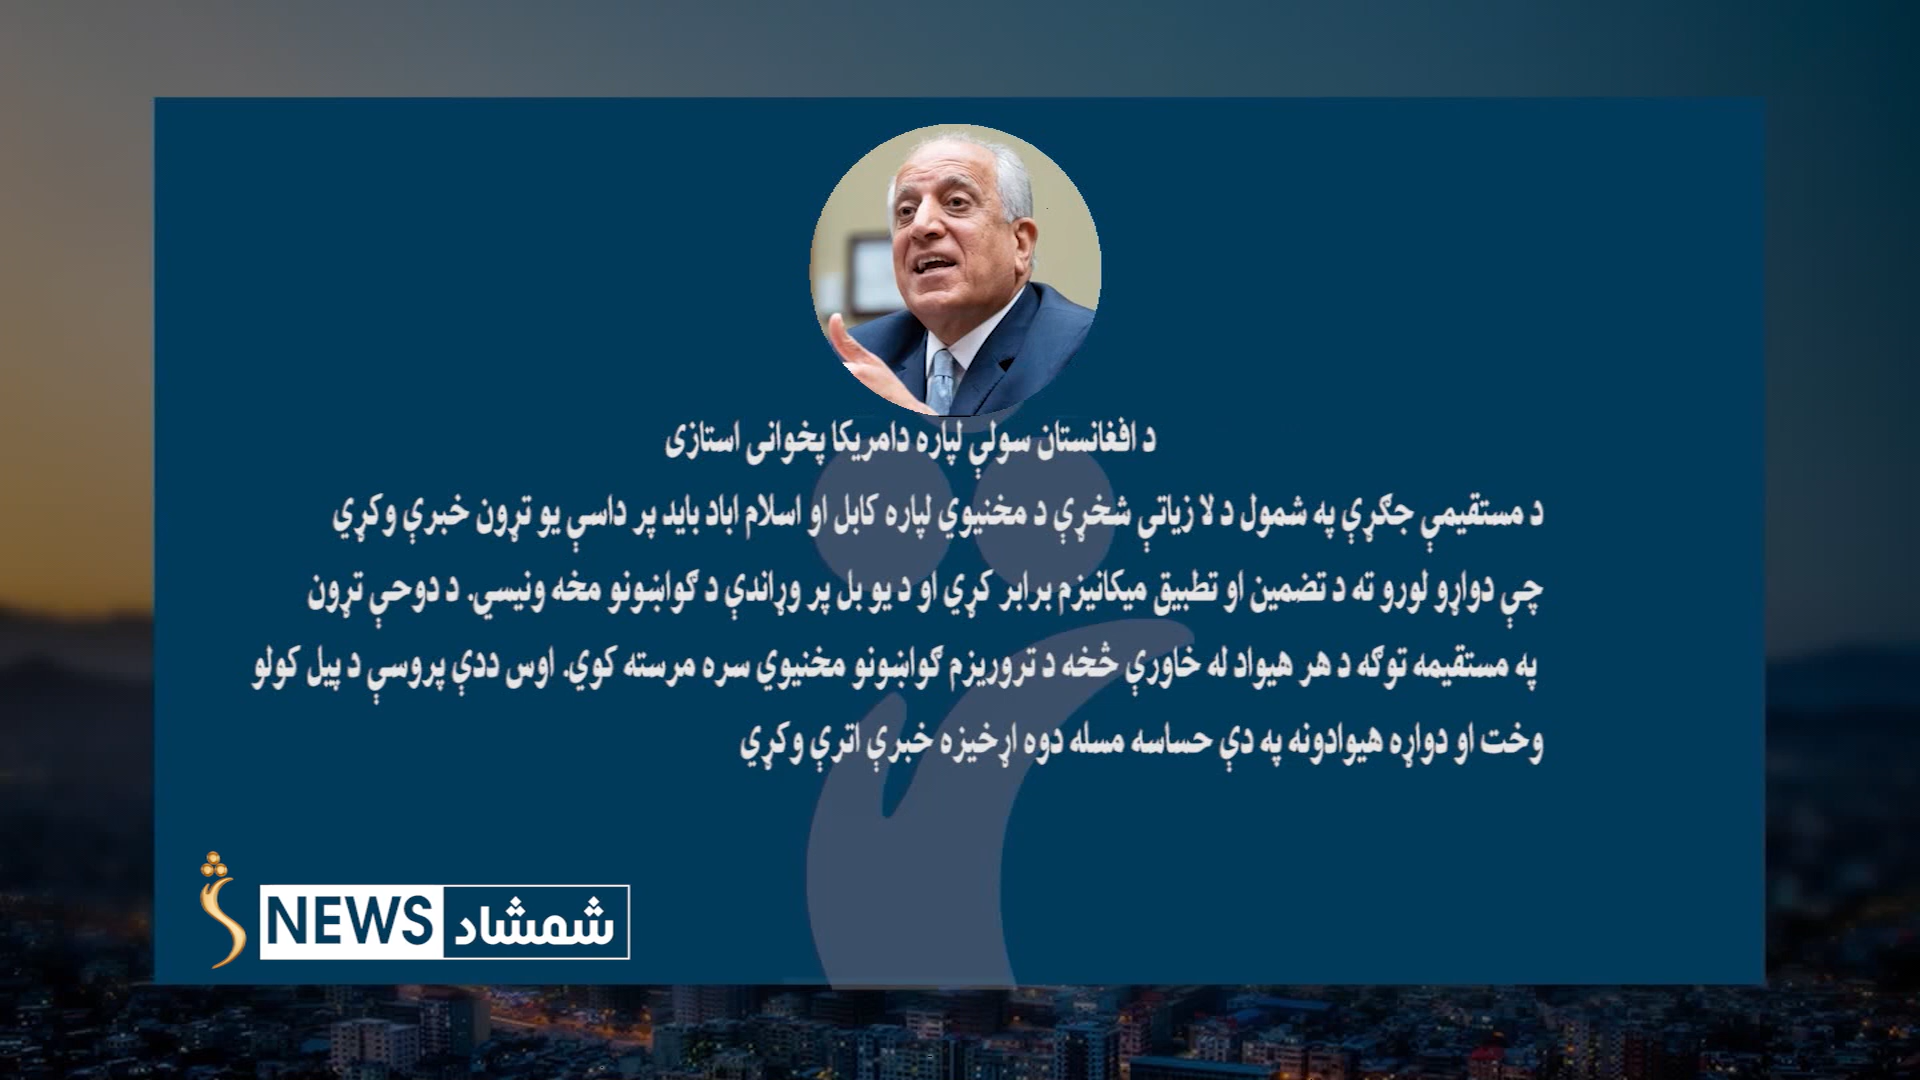 د افغانستان سولې لپاره دامریکا پخوانی استازی
د مستقیمې جګړې په شمول د لا زیاتې شخړې د مخنیوي لپاره کابل او اسلام اباد باید پر داسې یو تړون خبرې وکړي
چې دواړو لورو ته د تضمین او تطبیق میکانیزم برابر کړي او د یو بل پر وړاندې د ګواښونو مخه ونیسي. د دوحې تړون
په مستقیمه توګه د هر هیواد له خاورې څخه د تروریزم ګواښونو مخنیوي سره مرسته کوي. اوس ددې پروسې د پیل کولو
وخت او دواړه هیوادونه په دې حساسه مسله دوه اړخیزه خبرې اترې وکړي
NEWS شمشاد